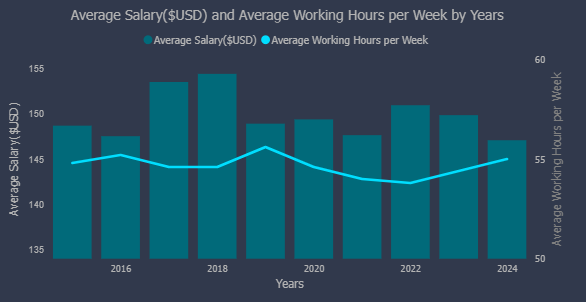 Average Salary($USD) and Average Working Hours per Week by Years
Average Salary($USD) Average Working Hours per Week
Average Salary($USD)
155
150
145
140
135
60
55
50
Average Working Hours per Week
2016 2018 2020 2022 2024
Years